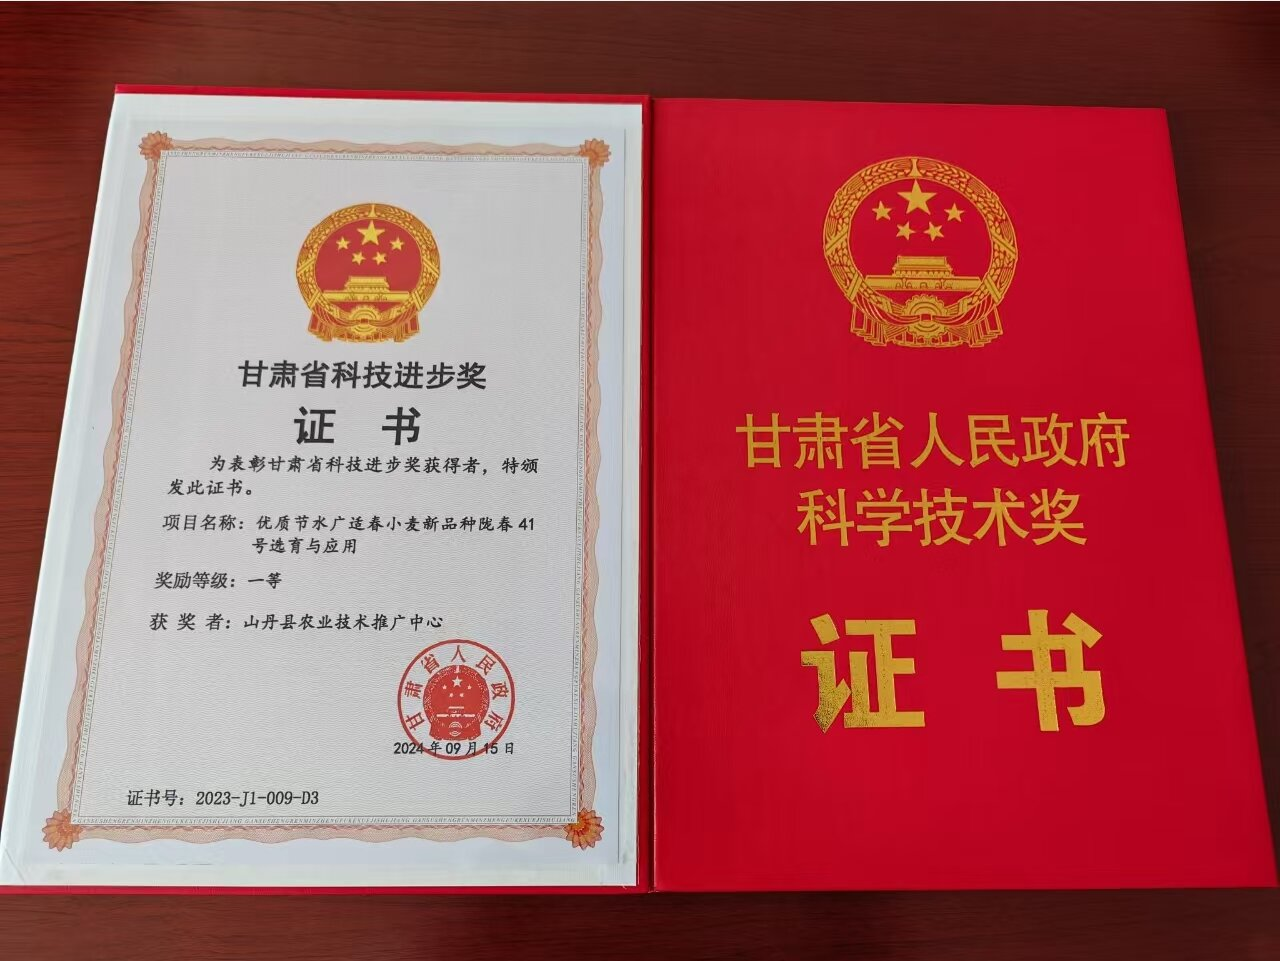 甘肃省科技进步奖
证 书
为表彰甘肃省科技进步奖获得者，特颁
发此证书。
项目名称：优质节水广适春小麦新品种陇春41
号选育与应用
奖励等级：一等
获 奖 者：山丹县农业技术推广中心
甘肃省人民政府
2024年09月15日
证书号：2023-J1-009-D3
甘肃省人民政府
科学技术奖
证 书